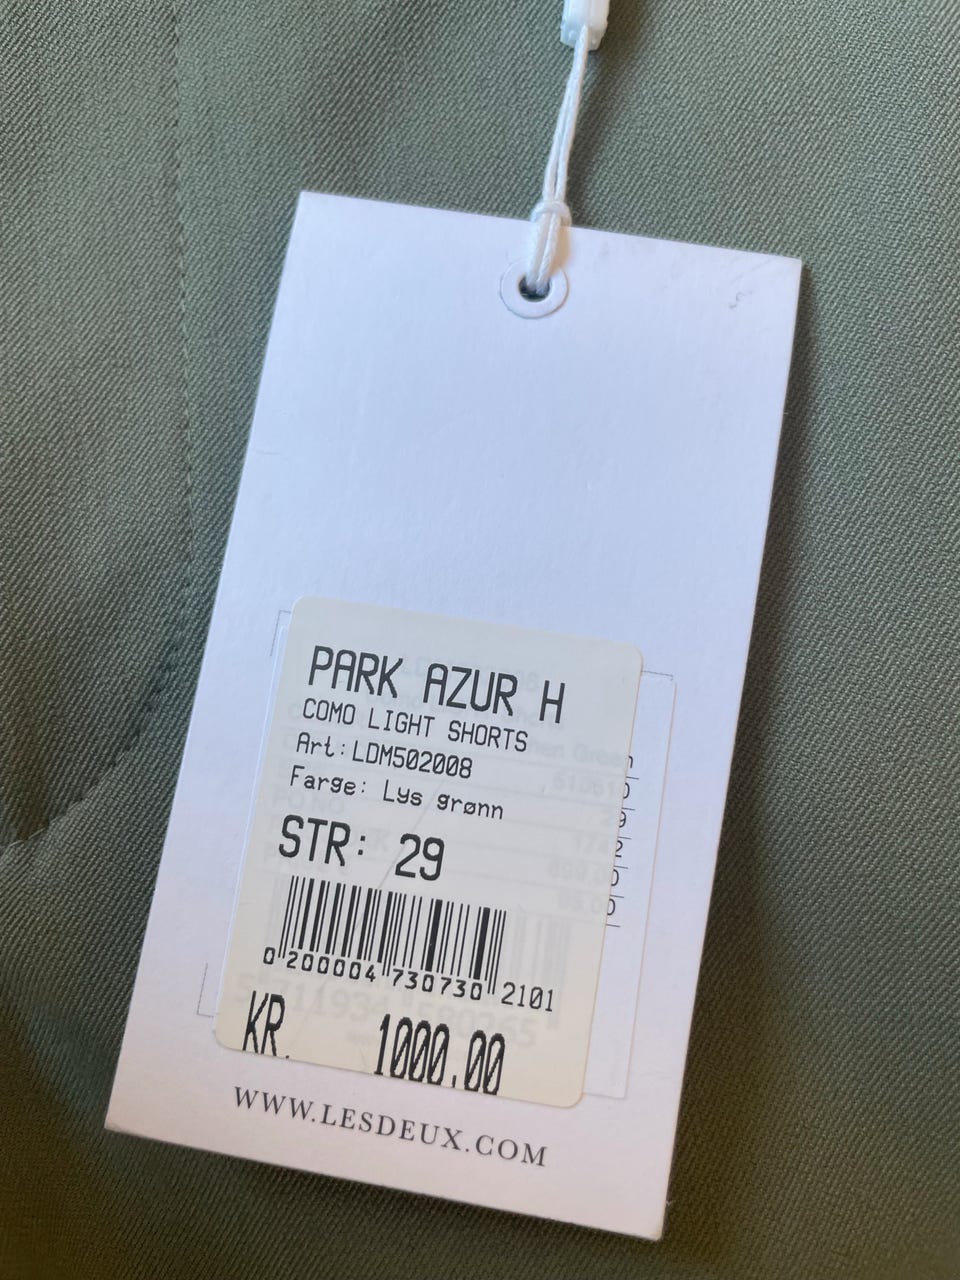 PARK AZUR H
COMO LIGHT SHORTS
Art:LDM502008
Farge: Lys grønn
STR: 29
0 200004 730730 2101
KR. 1000.00
WWW.LESDEUX.COM